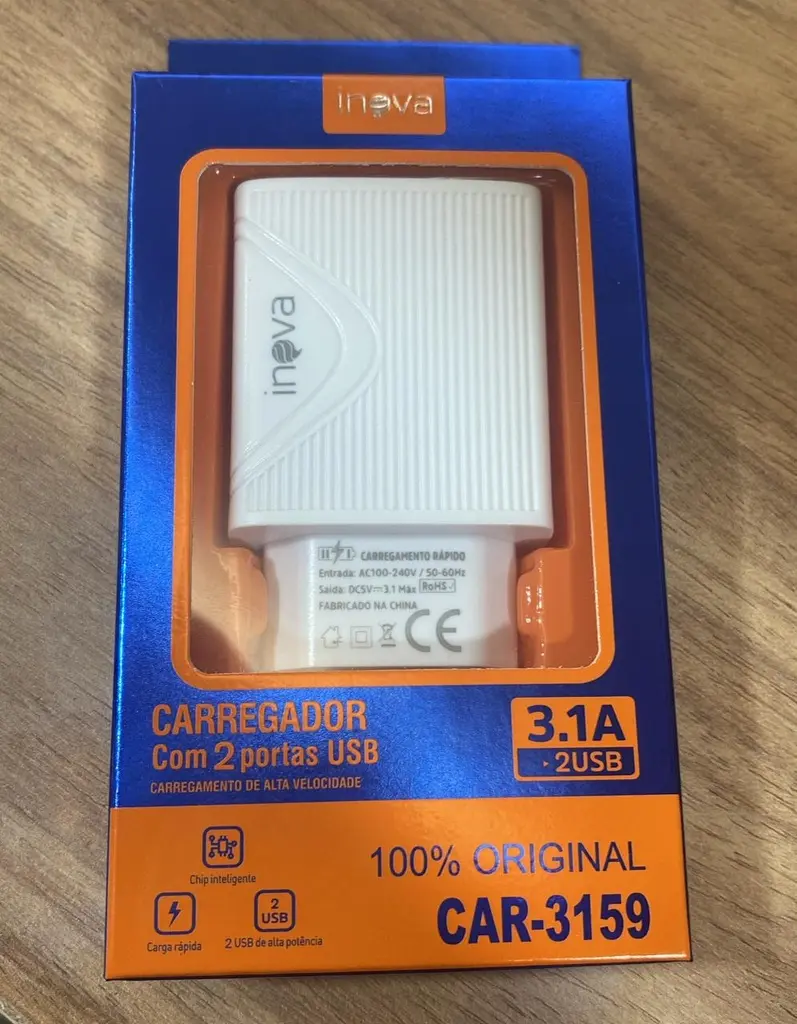 inova
inova
CARREGAMENTO RÁPIDO
Entrada: AC100-240V / 50-60Hz
Saída: DC5V⎓3.1 Máx RoHS
FABRICADO NA CHINA
CE
CARREGADOR
Com 2 portas USB
CARREGAMENTO DE ALTA VELOCIDADE
3.1A
2USB
Chip inteligente
Carga rápida
2
USB
2 USB de alta potência
100% ORIGINAL
CAR-3159